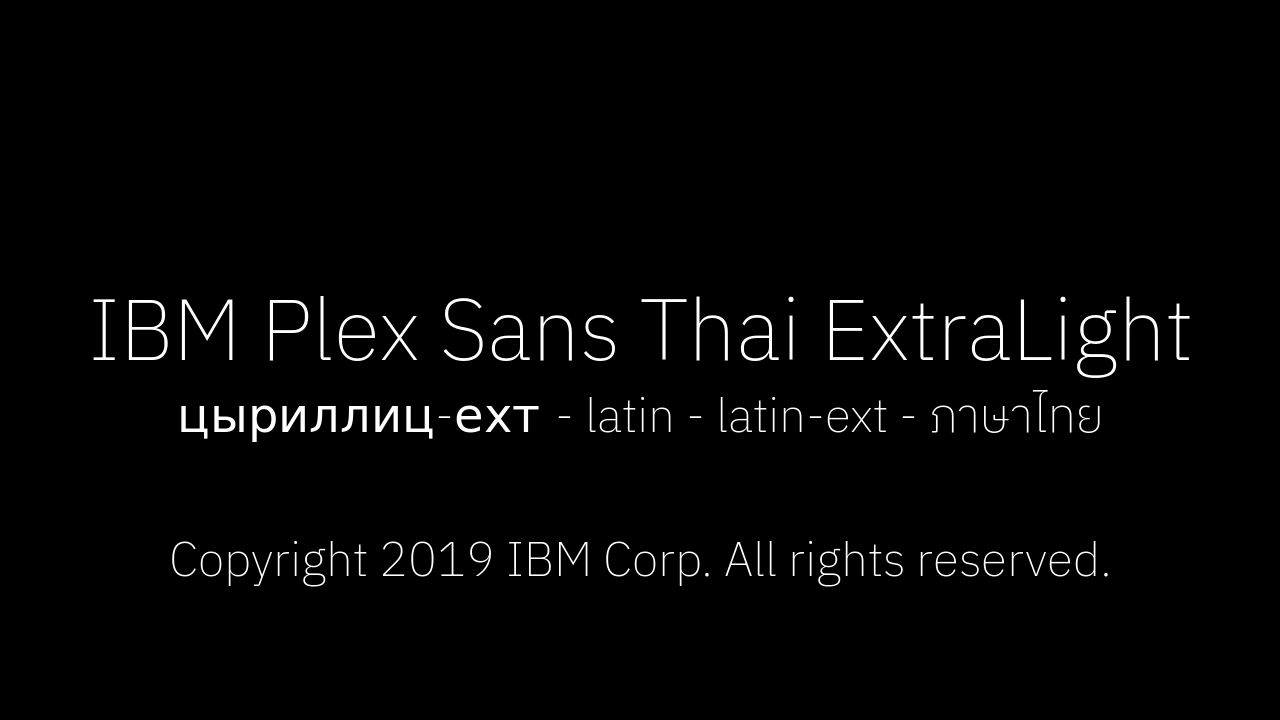 IBM Plex Sans Thai ExtraLight
цыриллиц-ехт - latin - latin-ext - ภาษาไทย
Copyright 2019 IBM Corp. All rights reserved.